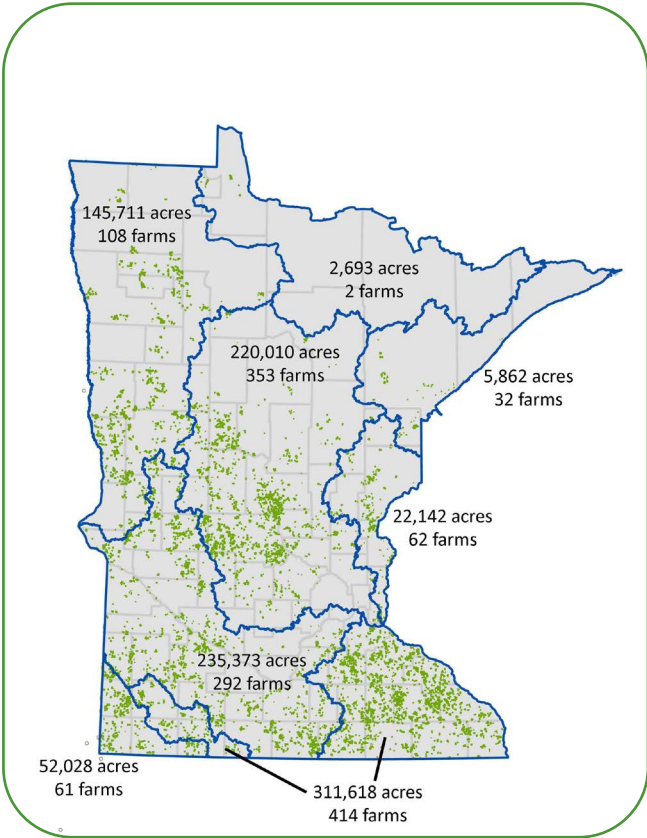 145,711 acres
108 farms
2,693 acres
2 farms
220,010 acres
353 farms
5,862 acres
32 farms
22,142 acres
62 farms
235,373 acres
292 farms
52,028 acres
61 farms
311,618 acres
414 farms